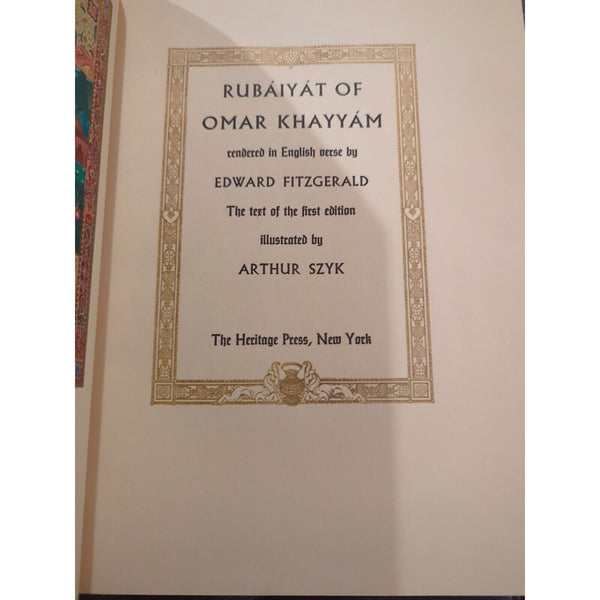 RUBÁIYÁT OF
OMAR KHAYYÁM
rendered in English verse by
EDWARD FITZGERALD
The text of the first edition
illustrated by
ARTHUR SZYK
The Heritage Press, New York